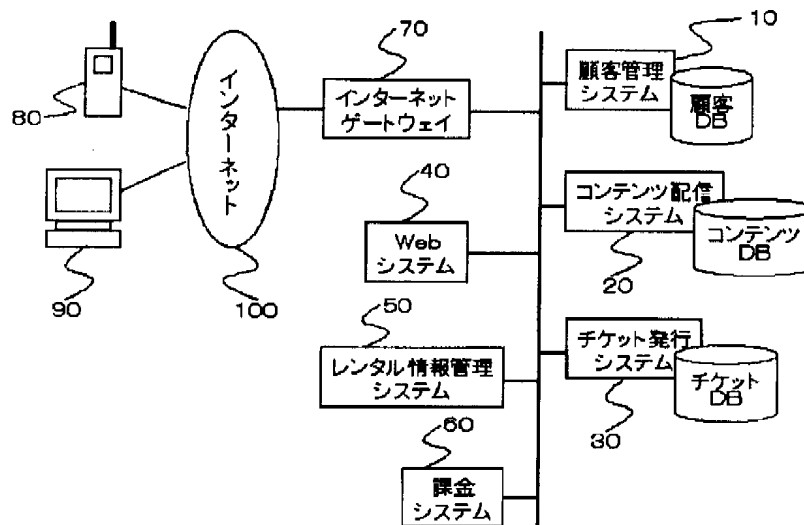 70
10
インターネット
ゲートウェイ
顧客管理
システム
顧客
DB
80
インターネット
40
Web
システム
コンテンツ配信
システム
コンテンツ
DB
20
90
100
50
レンタル情報管理
システム
チケット発行
システム
チケット
DB
30
60
課金
システム